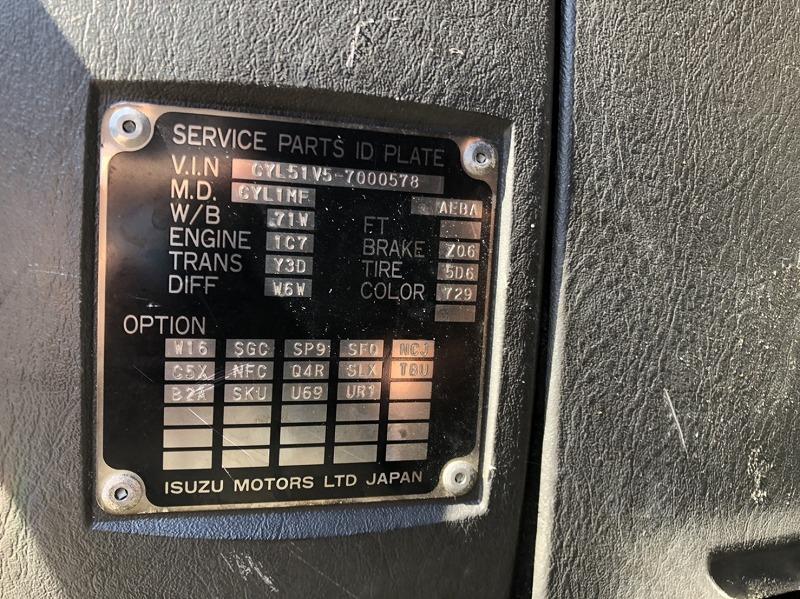 SERVICE PARTS ID PLATE
V.I.N CYL51V5-7000578
M.D. CYL1MF AEBA
W/B 71W FT
ENGINE 1C7 BRAKE Z06
TRANS Y3D TIRE 5D6
DIFF W6W COLOR 729
OPTION
W16 SGC SP9 SF0 NCJ
C5X NFC Q4R SLX T8U
B2A SKU U69 UR1
ISUZU MOTORS LTD JAPAN